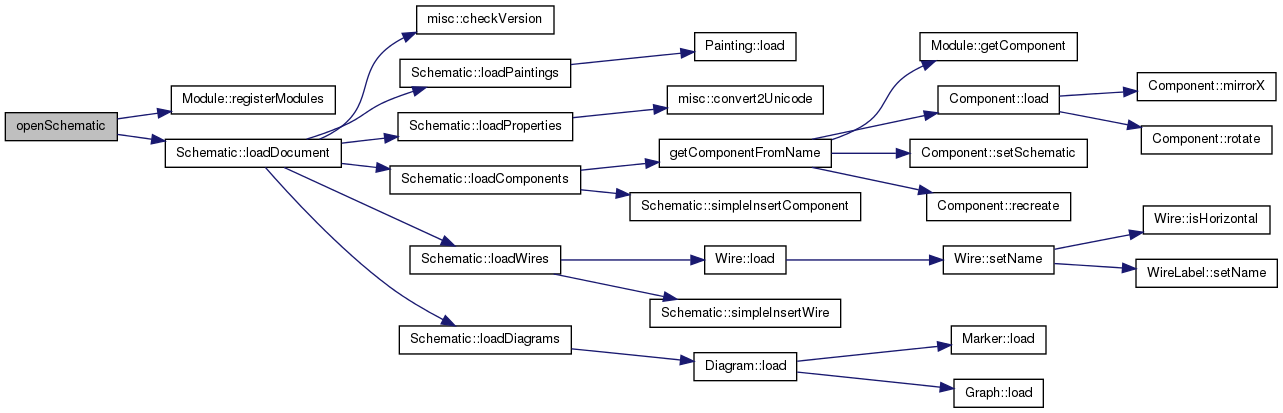 openSchematic
Module::registerModules
Schematic::loadDocument
misc::checkVersion
Schematic::loadPaintings
Schematic::loadProperties
Schematic::loadComponents
Schematic::loadWires
Schematic::loadDiagrams
Painting::load
misc::convert2Unicode
getComponentFromName
Schematic::simpleInsertComponent
Wire::load
Schematic::simpleInsertWire
Diagram::load
Module::getComponent
Component::load
Component::setSchematic
Component::recreate
Wire::setName
Marker::load
Graph::load
Component::mirrorX
Component::rotate
Wire::isHorizontal
WireLabel::setName